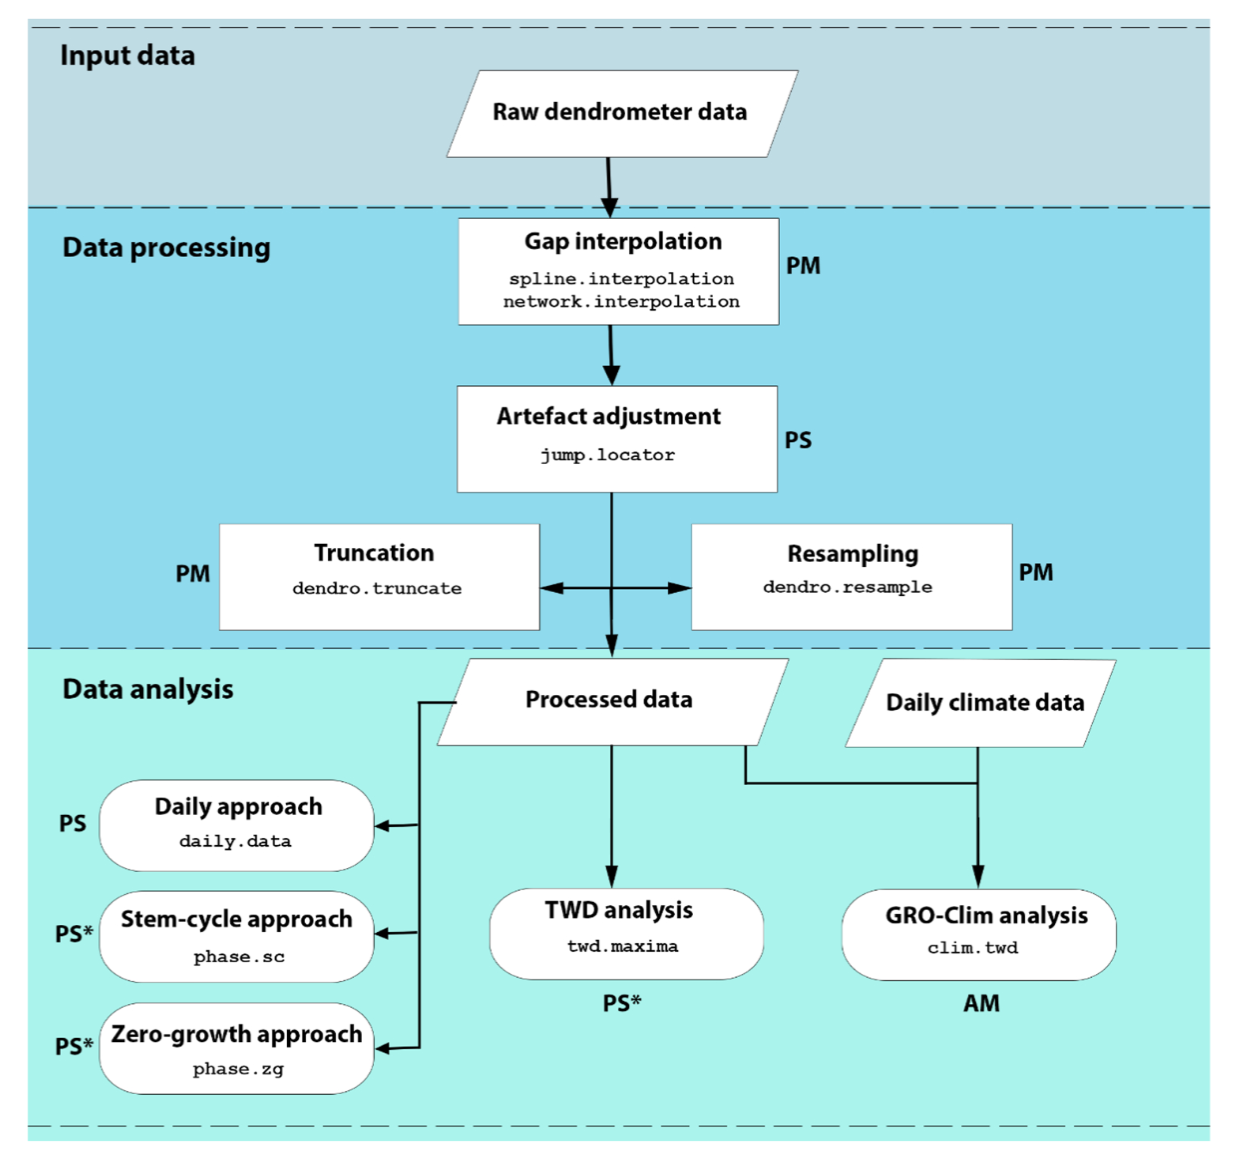 Input data
Raw dendrometer data
Data processing
Gap interpolation
spline.interpolation
network.interpolation
PM
Artefact adjustment
jump.locator
PS
PM
Truncation
dendro.truncate
Resampling
dendro.resample
PM
Data analysis
Processed data
Daily climate data
PS
Daily approach
daily.data
PS*
Stem-cycle approach
phase.sc
PS*
Zero-growth approach
phase.zg
TWD analysis
twd.maxima
PS*
GRO-Clim analysis
clim.twd
AM